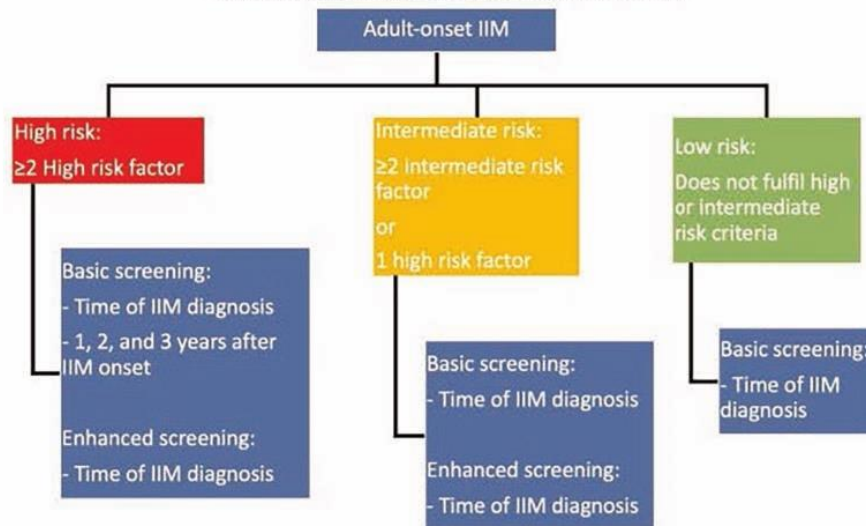 Adult-onset IIM
High risk:
≥2 High risk factor
Intermediate risk:
≥2 intermediate risk
factor
or
1 high risk factor
Low risk:
Does not fulfil high
or intermediate
risk criteria
Basic screening:
- Time of IIM diagnosis
- 1, 2, and 3 years after
IIM onset
Enhanced screening:
- Time of IIM diagnosis
Basic screening:
- Time of IIM diagnosis
Enhanced screening:
- Time of IIM diagnosis
Basic screening:
- Time of IIM
diagnosis